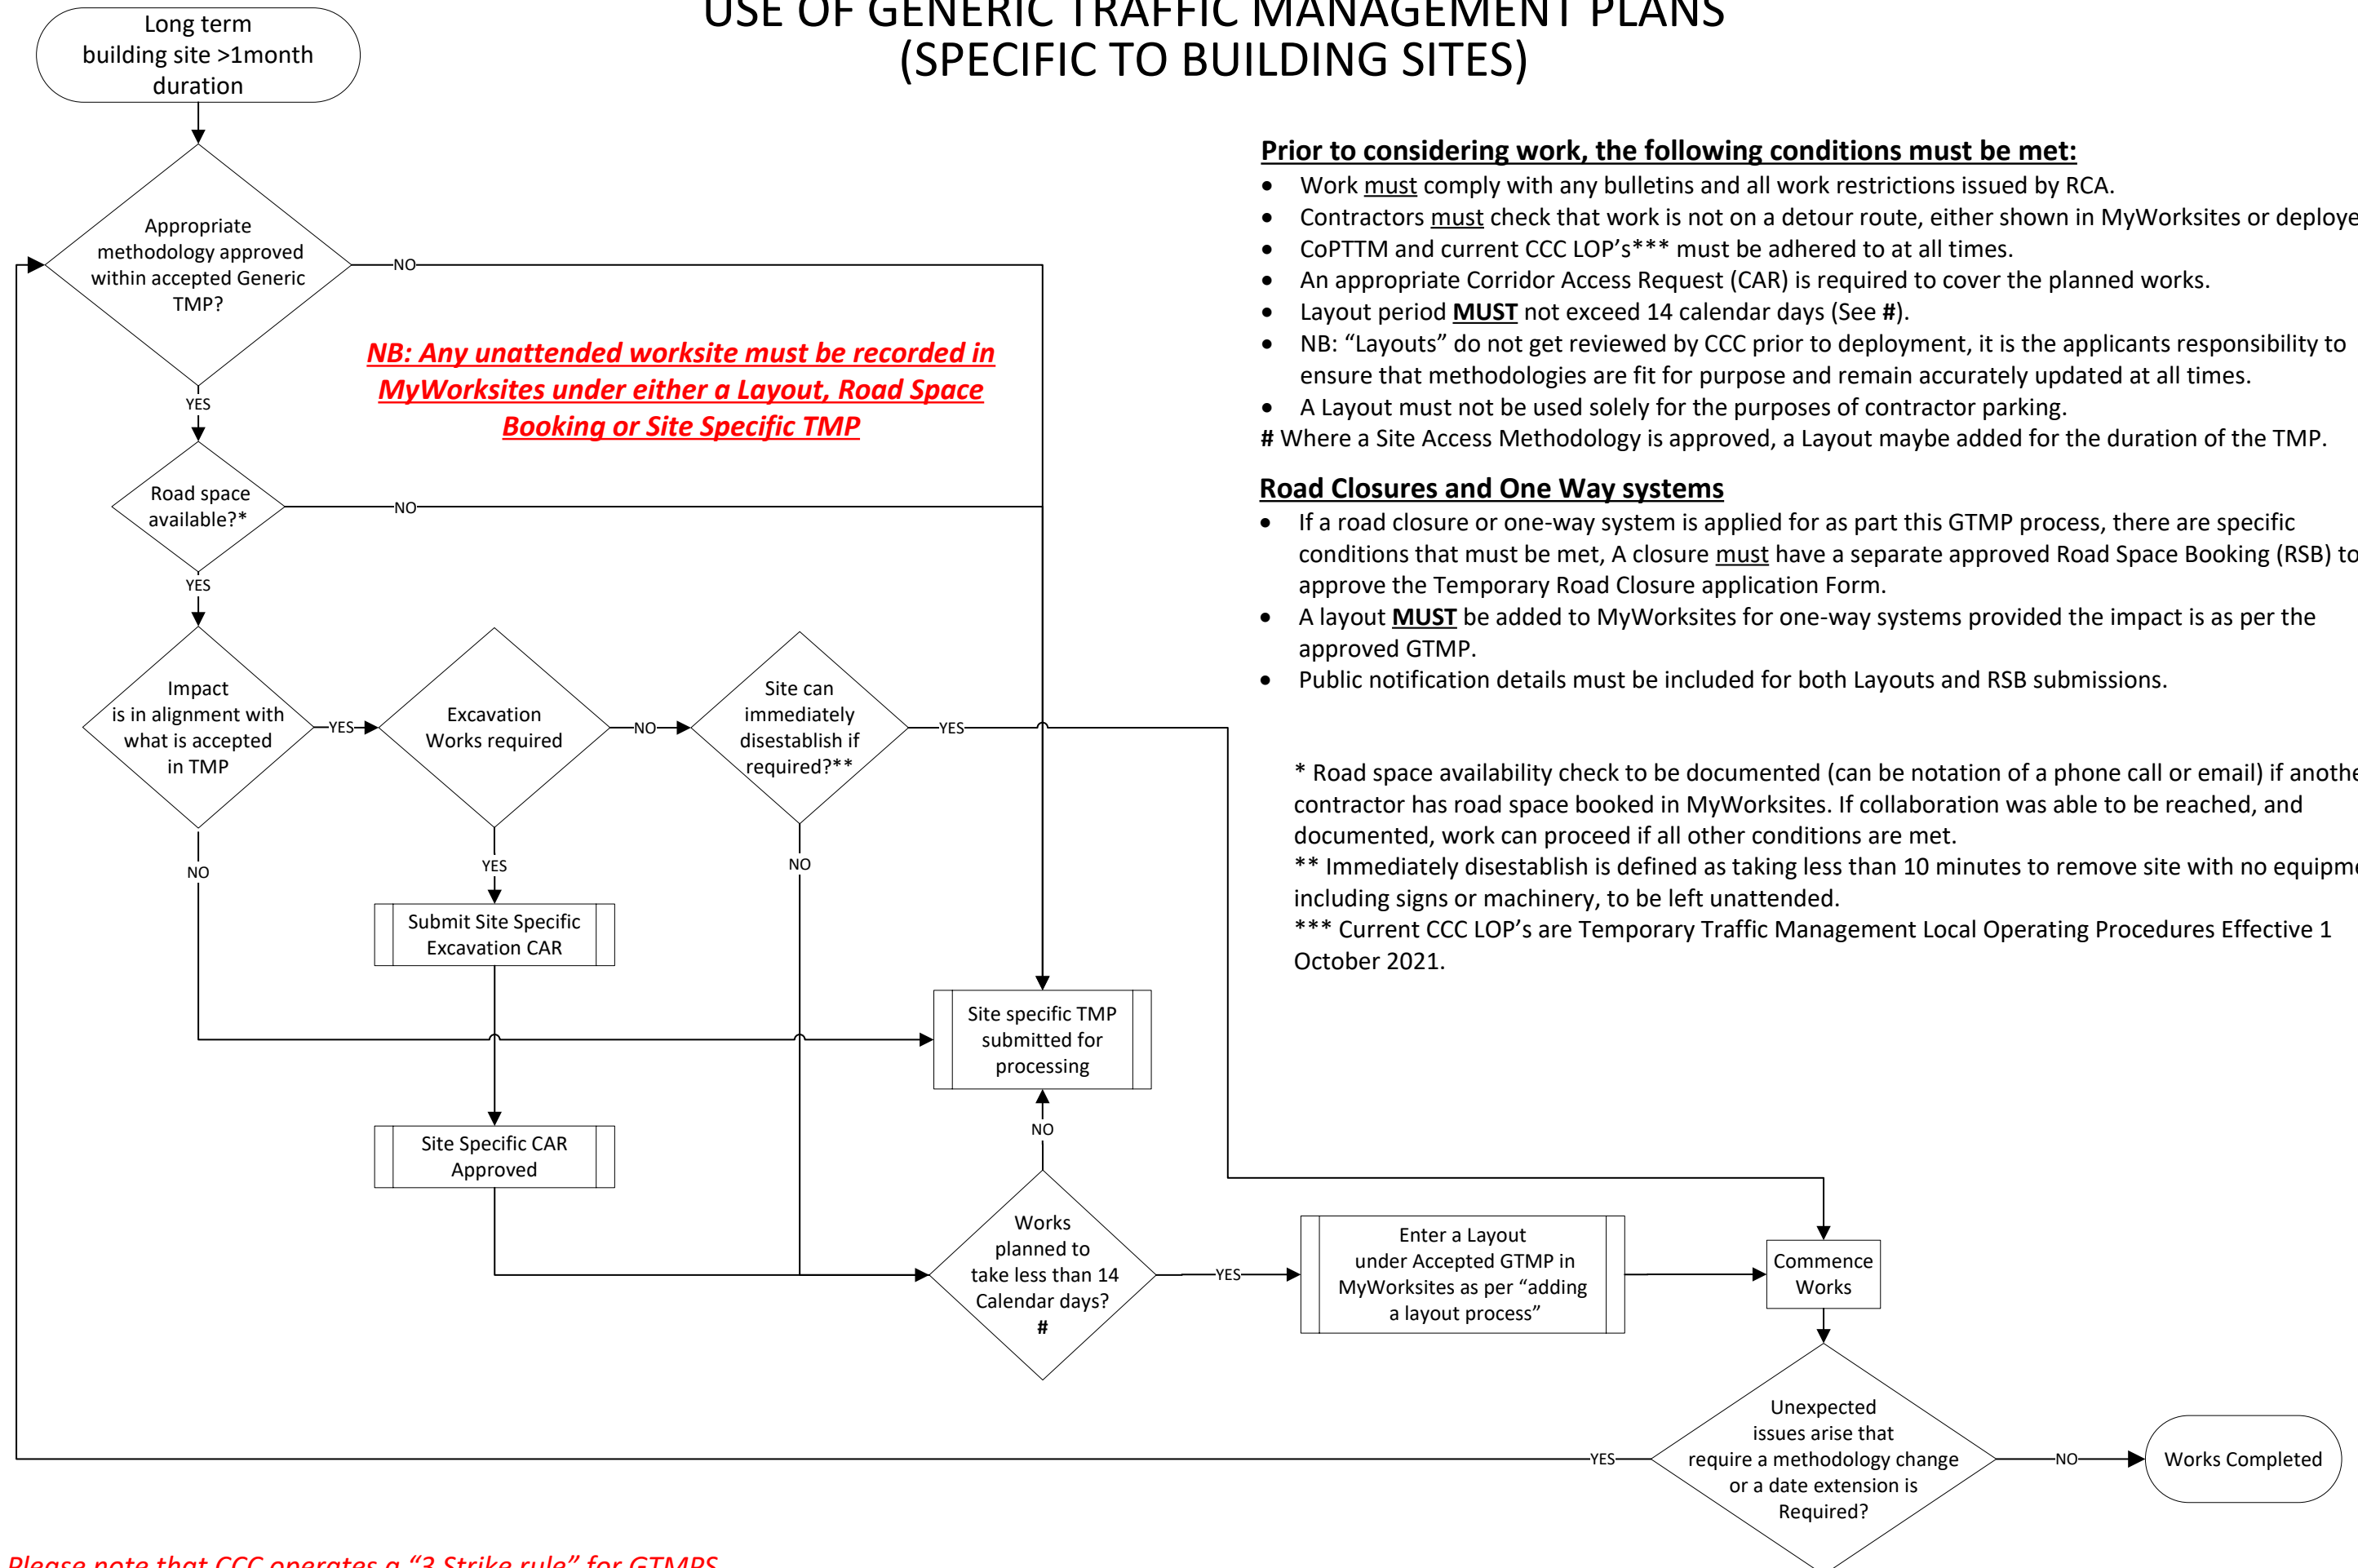 USE OF GENERIC TRAFFIC MANAGEMENT PLANS
(SPECIFIC TO BUILDING SITES)
Long term
building site >1month
duration
Appropriate
methodology approved
within accepted Generic
TMP?
NO
YES
NB: Any unattended worksite must be recorded in
MyWorksites under either a Layout, Road Space
Booking or Site Specific TMP
Road space
available?*
NO
YES
Impact
is in alignment with
what is accepted
in TMP
YES
NO
Excavation
Works required
NO
YES
Site can
immediately
disestablish if
required?**
YES
NO
Submit Site Specific
Excavation CAR
Site Specific CAR
Approved
Site specific TMP
submitted for
processing
NO
Works
planned to
take less than 14
Calendar days?
#
YES
Enter a Layout
under Accepted GTMP in
MyWorksites as per “adding
a layout process”
Commence
Works
Unexpected
issues arise that
require a methodology change
or a date extension is
Required?
YES
NO
Works Completed
Prior to considering work, the following conditions must be met:
• Work must comply with any bulletins and all work restrictions issued by RCA.
• Contractors must check that work is not on a detour route, either shown in MyWorksites or
• CoPTTM and current CCC LOP’s*** must be adhered to at all times.
• An appropriate Corridor Access Request (CAR) is required to cover the planned works.
• Layout period MUST not exceed 14 calendar days (See #).
• NB: “Layouts” do not get reviewed by CCC prior to deployment, it is the applicants responsibility to
ensure that methodologies are fit for purpose and remain accurately updated at all times.
• A Layout must not be used solely for the purposes of contractor parking.
# Where a Site Access Methodology is approved, a Layout maybe added for the duration of the TMP.
Road Closures and One Way systems
• If a road closure or one-way system is applied for as part this GTMP process, there are specific
conditions that must be met, A closure must have a separate approved Road Space Booking (RSB) to
approve the Temporary Road Closure application Form.
• A layout MUST be added to MyWorksites for one-way systems provided the impact is as per the
approved GTMP.
• Public notification details must be included for both Layouts and RSB submissions.
* Road space availability check to be documented (can be notation of a phone call or email) if
contractor has road space booked in MyWorksites. If collaboration was able to be reached, and
documented, work can proceed if all other conditions are met.
** Immediately disestablish is defined as taking less than 10 minutes to remove site with no
including signs or machinery, to be left unattended.
*** Current CCC LOP’s are Temporary Traffic Management Local Operating Procedures Effective 1
October 2021.
Please note that CCC operates a “3 Strike rule” for GTMPS